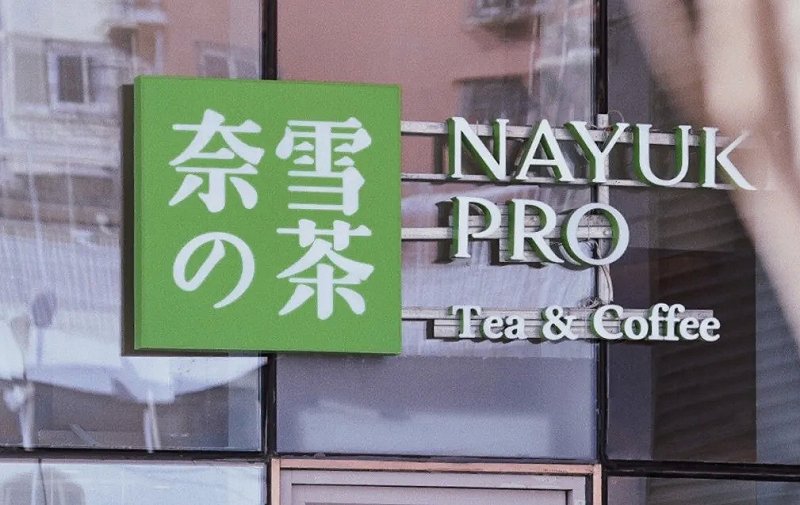 奈雪
の茶
NAYUK
PRO
Tea & Coffee